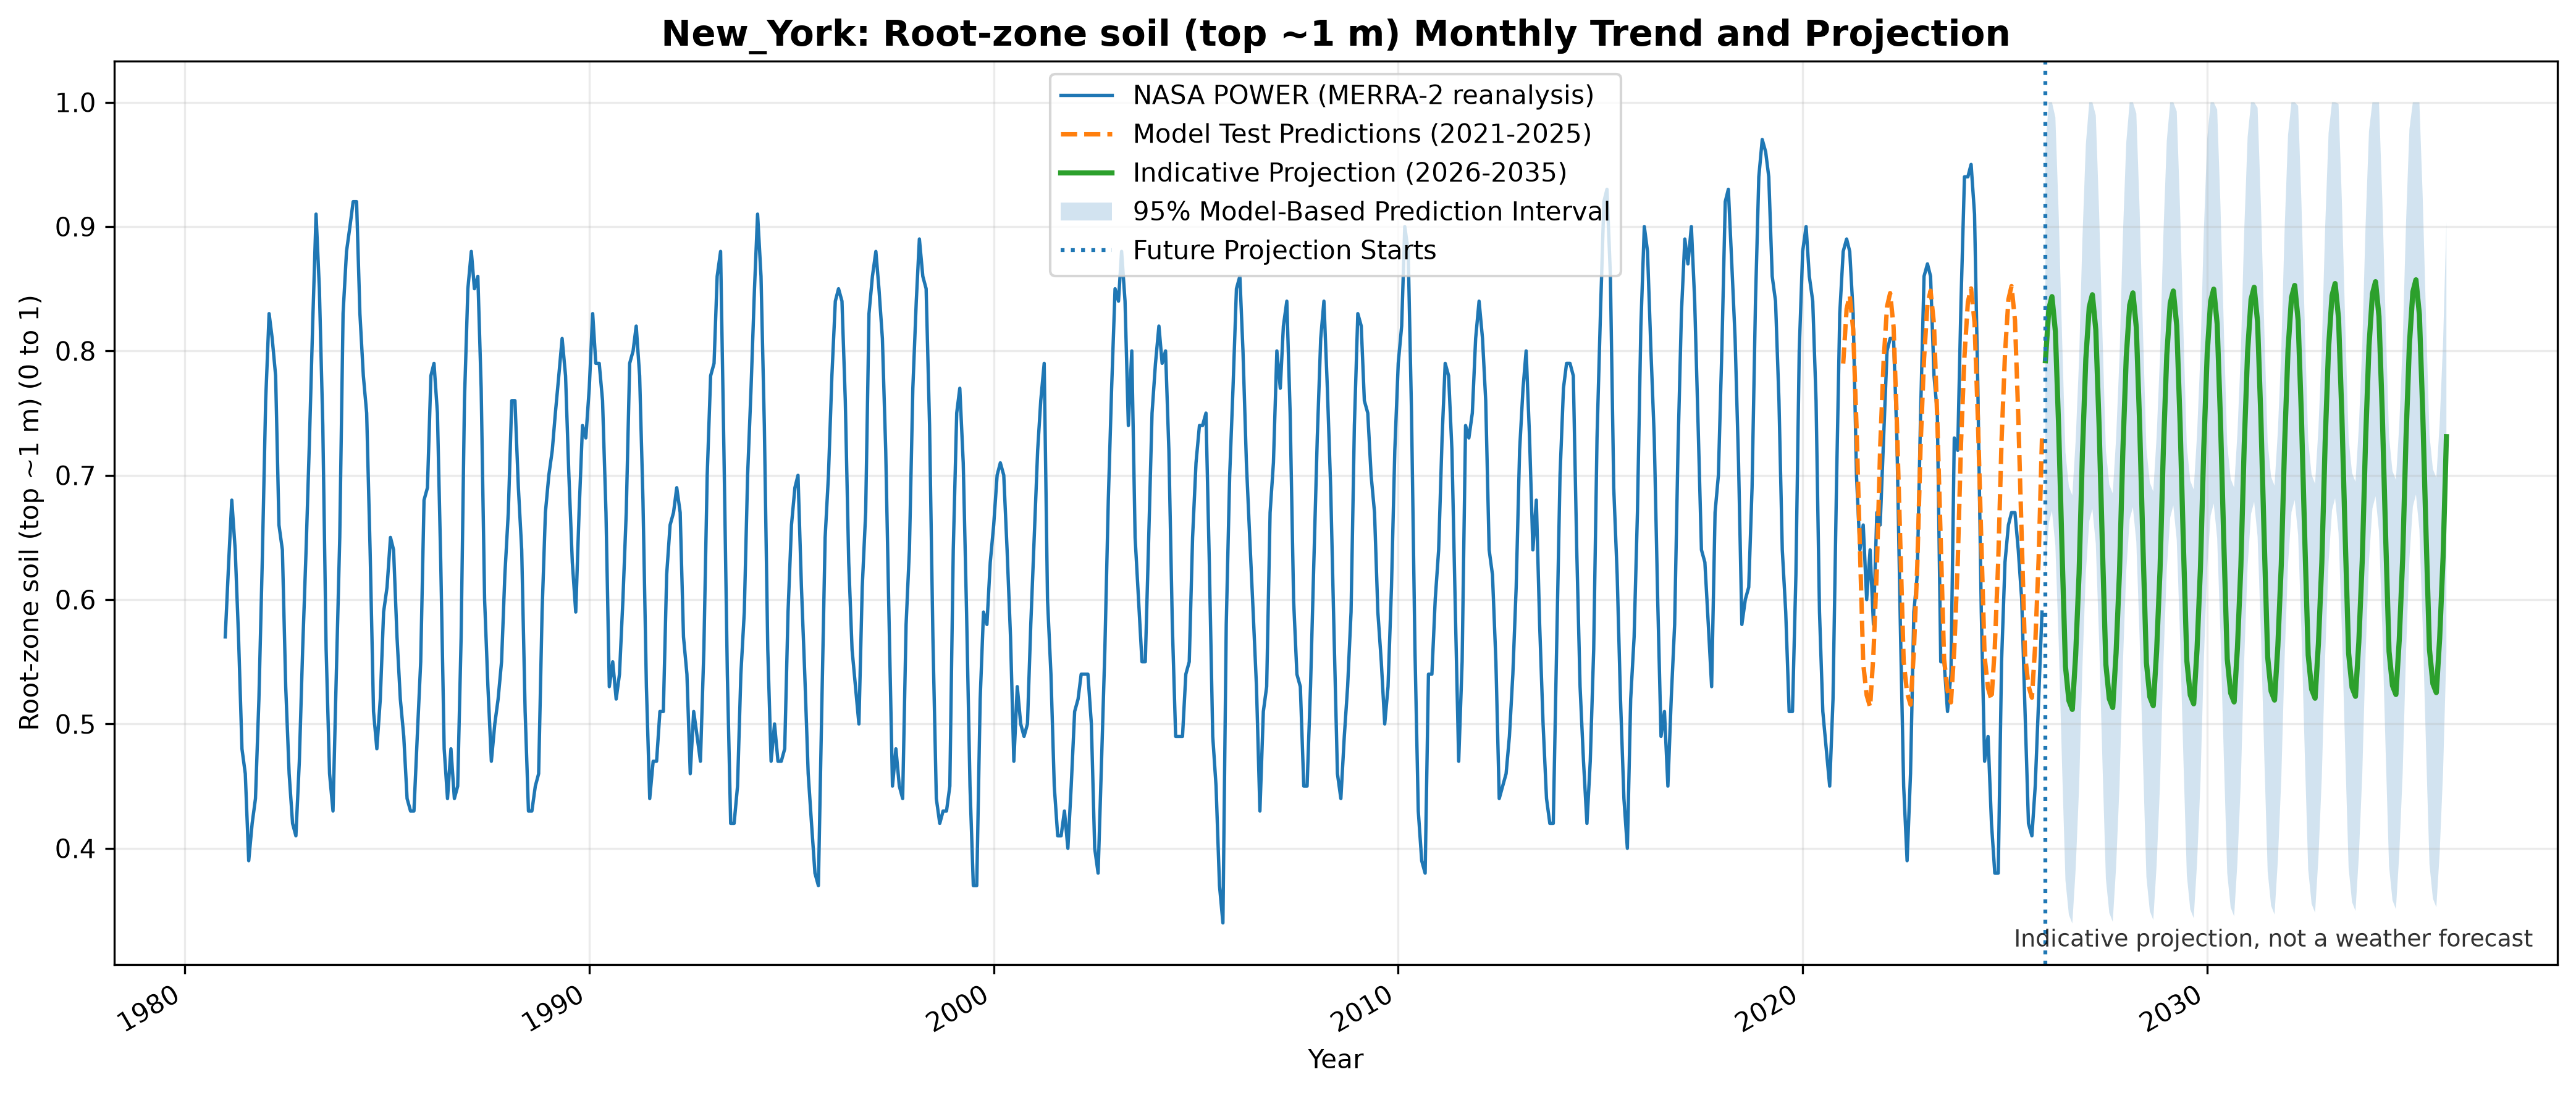 New_York: Root-zone soil (top ~1 m) Monthly Trend and Projection
Root-zone soil (top ~1 m) (0 to 1)
1.0
0.9
0.8
0.7
0.6
0.5
0.4
NASA POWER (MERRA-2 reanalysis)
Model Test Predictions (2021-2025)
Indicative Projection (2026-2035)
95% Model-Based Prediction Interval
Future Projection Starts
Indicative projection, not a weather forecast
1980
1990
2000
2010
2020
2030
Year